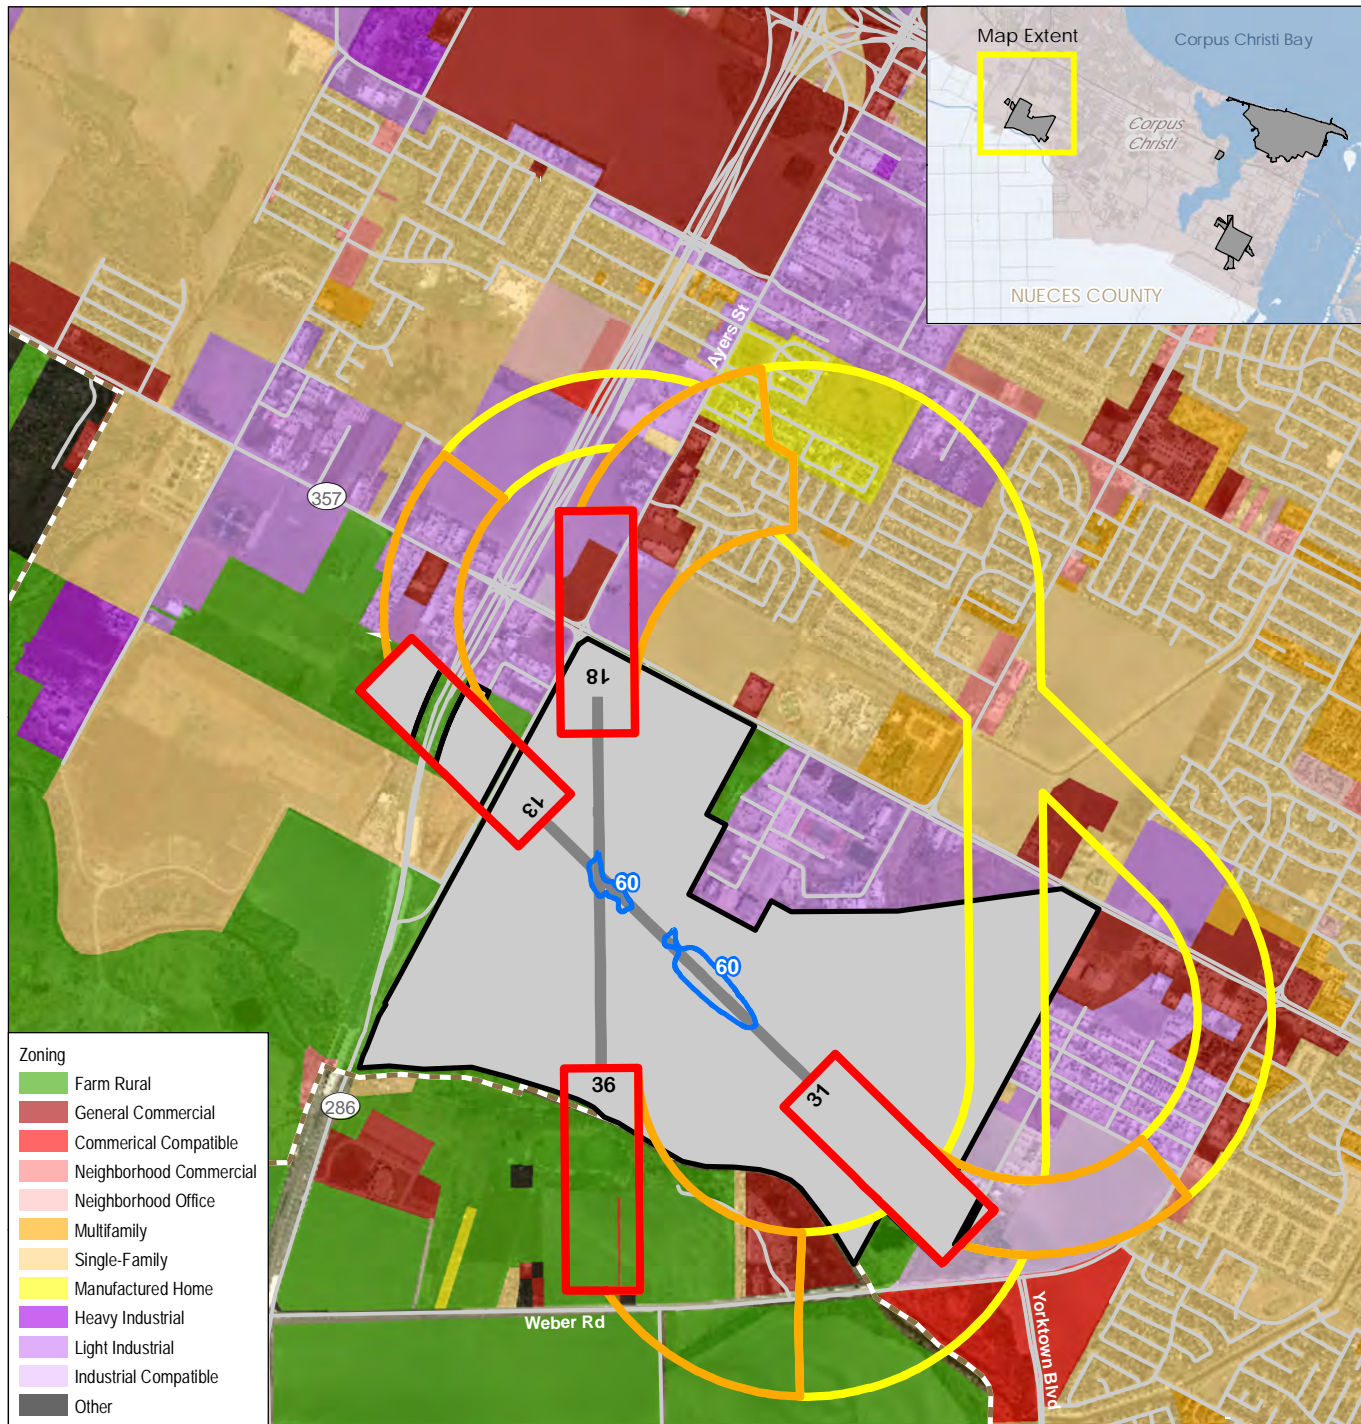 Map Extent
Corpus Christi Bay
Corpus
Christi
NUECES COUNTY
Ayers St
357
18
13
60
60
36
31
286
Weber Rd
Yorktown Blvd
Zoning
Farm Rural
General Commercial
Commerical Compatible
Neighborhood Commercial
Neighborhood Office
Multifamily
Single-Family
Manufactured Home
Heavy Industrial
Light Industrial
Industrial Compatible
Other